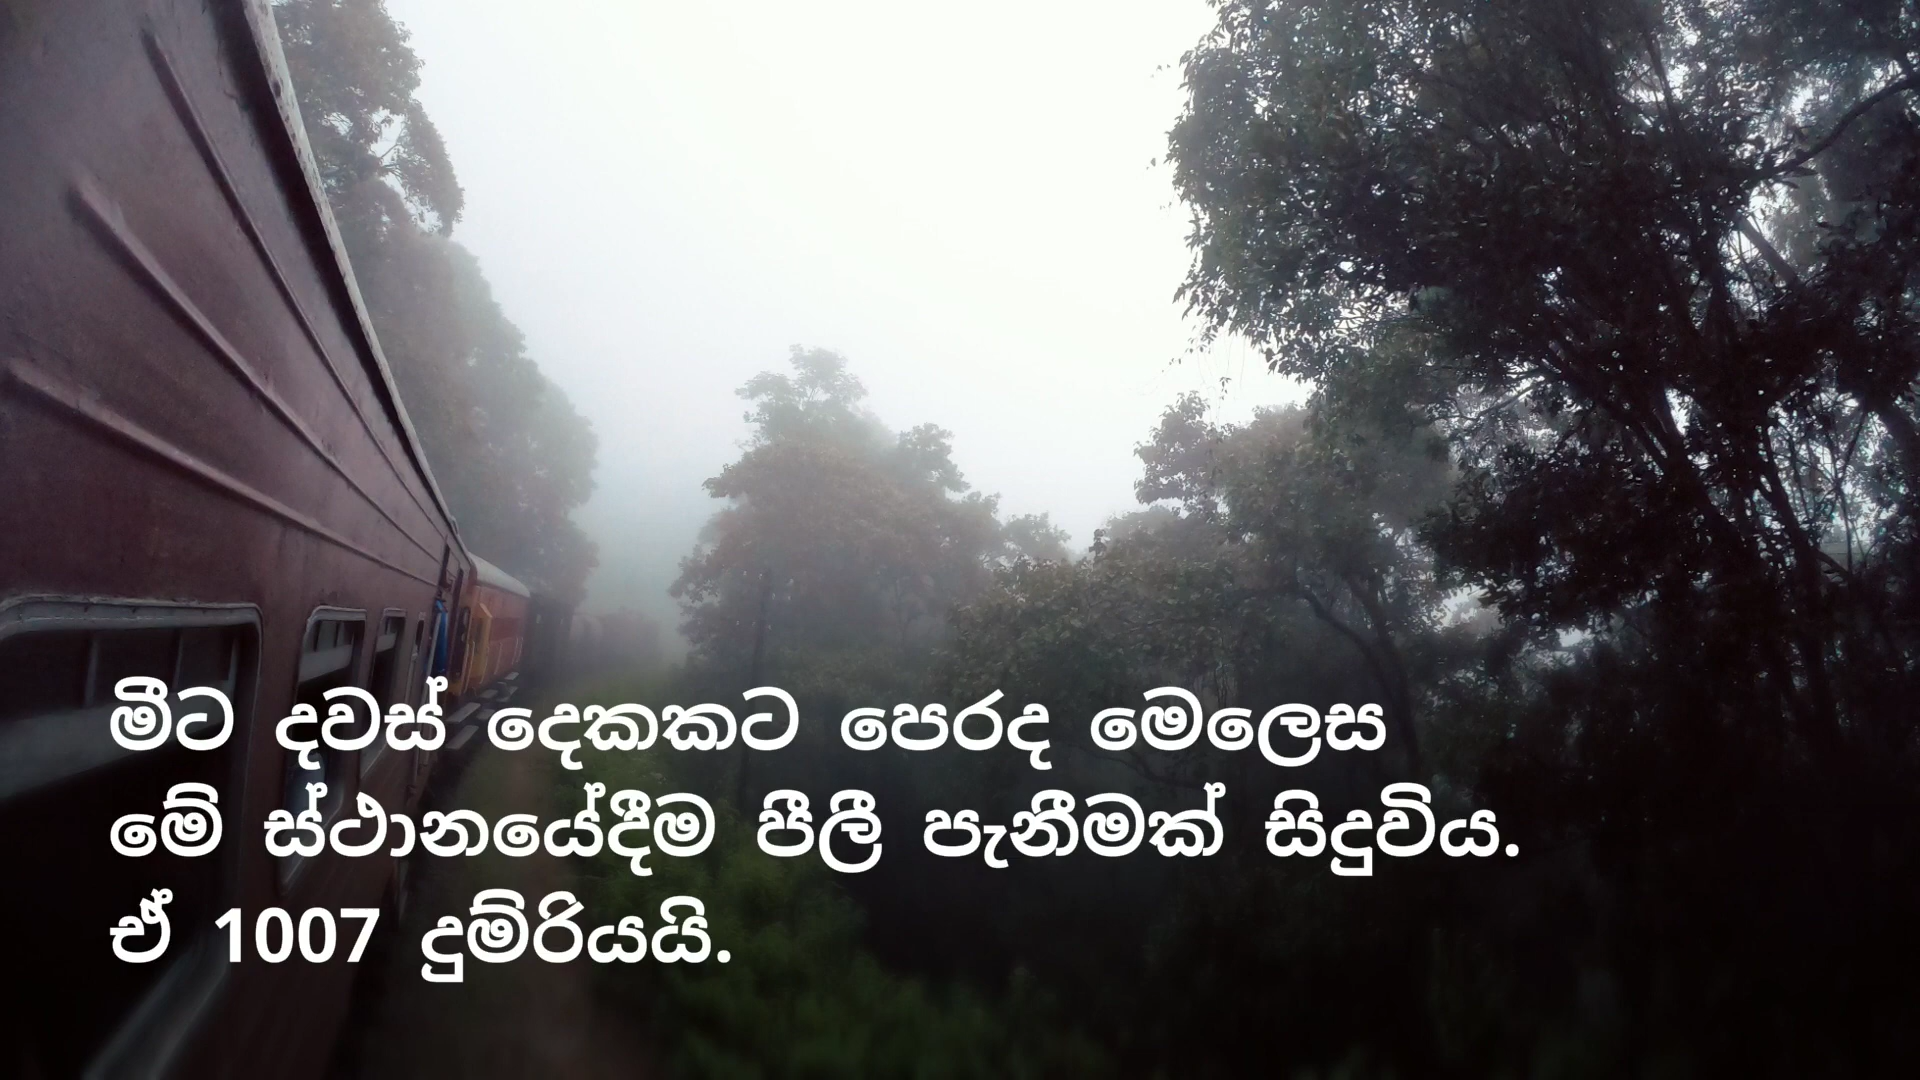 මීට දවස් දෙකකට පෙරද මෙලෙස
මේ ස්ථානයේදීම පීලී පැනීමක් සිදුවිය.
ඒ 1007 දුම්රියයි.